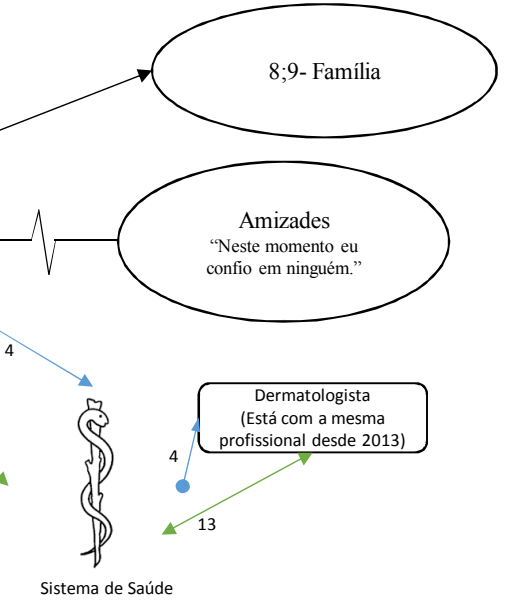 8;9- Família
Amizades
“Neste momento eu
confio em ninguém.”
4
Dermatologista
(Está com a mesma
profissional desde 2013)
4
13
Sistema de Saúde